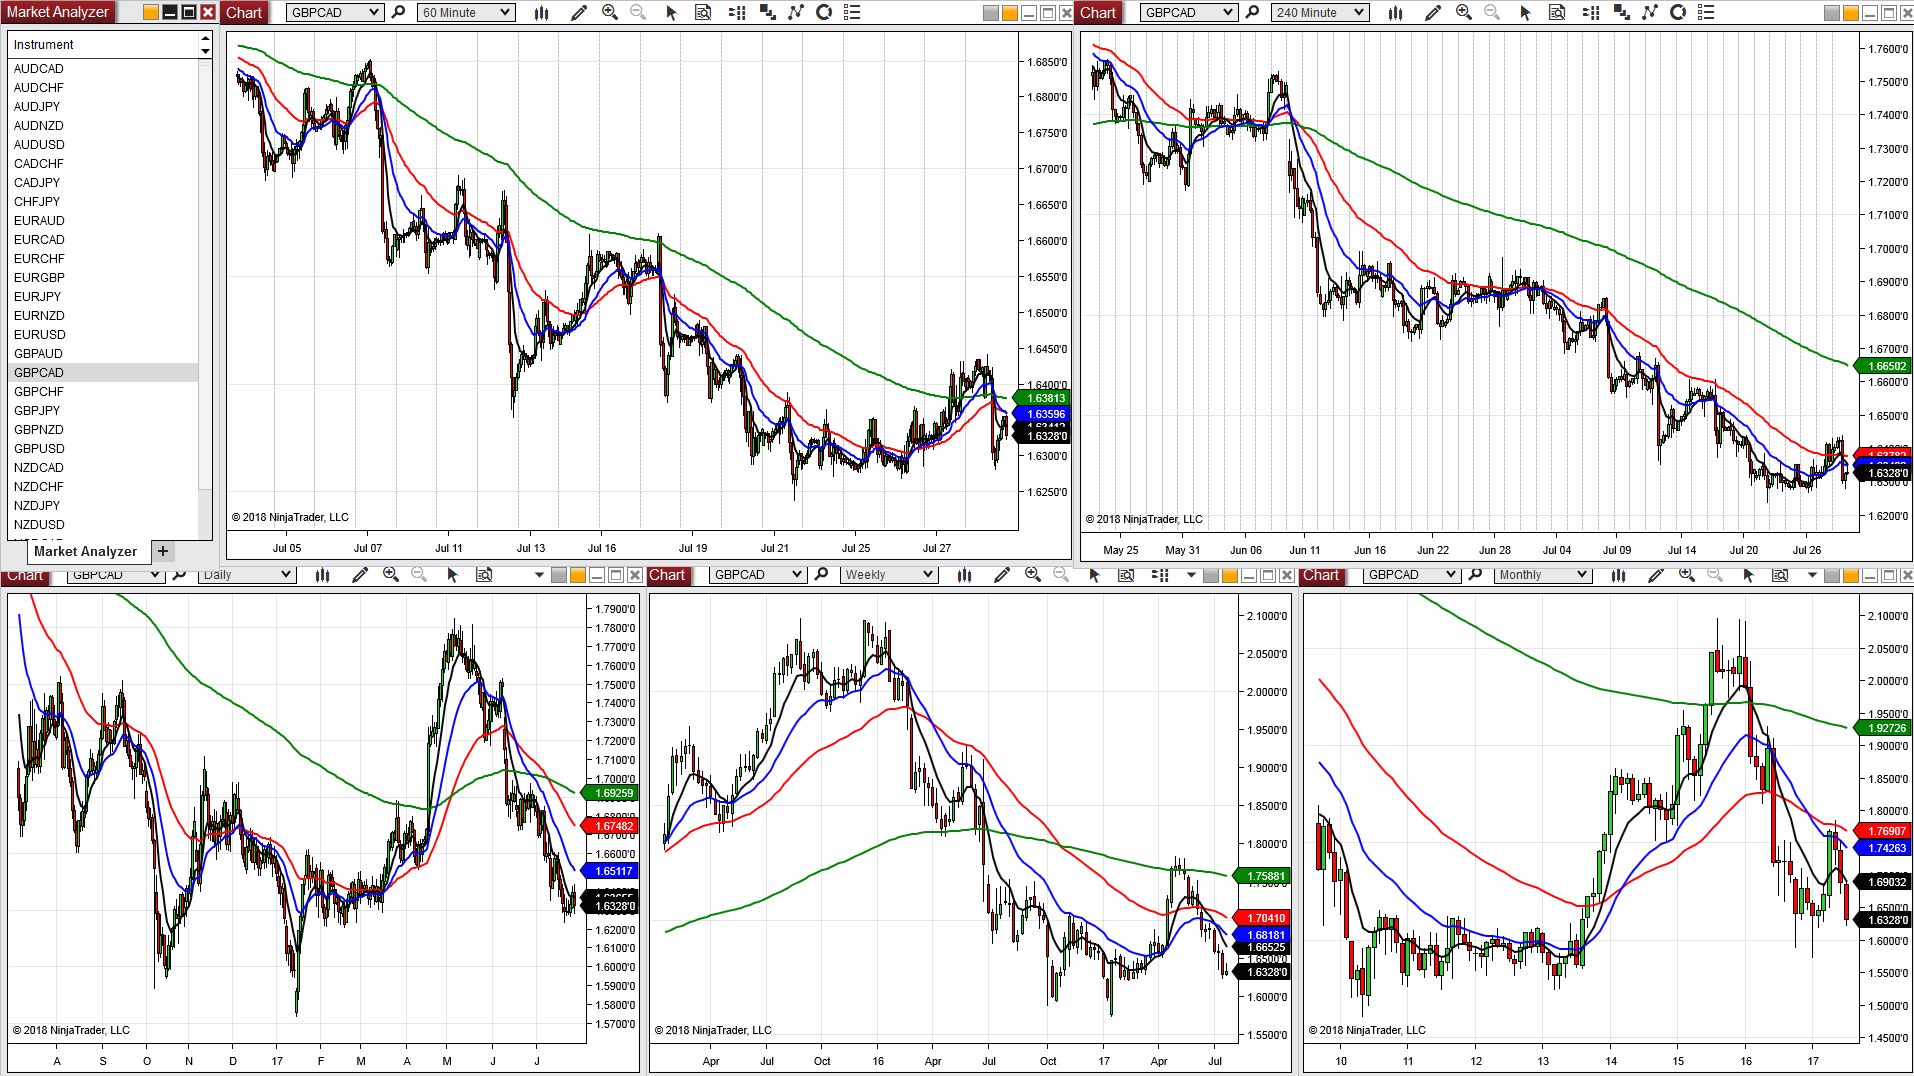 Market Analyzer
Instrument
AUDCAD
AUDCHF
AUDJPY
AUDNZD
AUDUSD
CADCHF
CADJPY
CHFJPY
EURAUD
EURCAD
EURCHF
EURGBP
EURJPY
EURNZD
EURUSD
GBPAUD
GBPCAD
GBPCHF
GBPJPY
GBPNZD
GBPUSD
NZDCAD
NZDCHF
NZDJPY
NZDUSD
Market Analyzer +
Chart GBPCAD 60 Minute
1.6850'0
1.6800'0
1.6750'0
1.6700'0
1.6650'0
1.6600'0
1.6550'0
1.6500'0
1.6450'0
1.6400'0
1.63813
1.63596
1.6328'0
1.6300'0
1.6250'0
© 2018 NinjaTrader, LLC
Jul 05 Jul 07 Jul 11 Jul 13 Jul 16 Jul 19 Jul 21 Jul 25 Jul 27
Chart GBPCAD 240 Minute
1.7600'0
1.7500'0
1.7400'0
1.7300'0
1.7200'0
1.7100'0
1.7000'0
1.6900'0
1.6800'0
1.6700'0
1.66502
1.6600'0
1.6500'0
1.6328'0
1.6200'0
© 2018 NinjaTrader, LLC
May 25 May 31 Jun 06 Jun 11 Jun 16 Jun 22 Jun 28 Jul 04 Jul 09 Jul 14 Jul 20 Jul 26
Chart GBPCAD Daily
1.7900'0
1.7800'0
1.7700'0
1.7600'0
1.7500'0
1.7400'0
1.7300'0
1.7200'0
1.7100'0
1.7000'0
1.69259
1.67482
1.6600'0
1.65117
1.6328'0
1.6200'0
1.6100'0
1.6000'0
1.5900'0
1.5800'0
1.5700'0
© 2018 NinjaTrader, LLC
A S O N D 17 F M A M J J
Chart GBPCAD Weekly
2.1000'0
2.0500'0
2.0000'0
1.9500'0
1.9000'0
1.8500'0
1.8000'0
1.75881
1.70410
1.68181
1.66525
1.6328'0
1.6000'0
1.5500'0
© 2018 NinjaTrader, LLC
Apr Jul Oct 16 Apr Jul Oct 17 Apr Jul
Chart GBPCAD Monthly
2.1000'0
2.0500'0
2.0000'0
1.9500'0
1.92726
1.9000'0
1.8500'0
1.8000'0
1.76907
1.74263
1.69032
1.6500'0
1.6328'0
1.6000'0
1.5500'0
1.5000'0
1.4500'0
© 2018 NinjaTrader, LLC
10 11 12 13 14 15 16 17